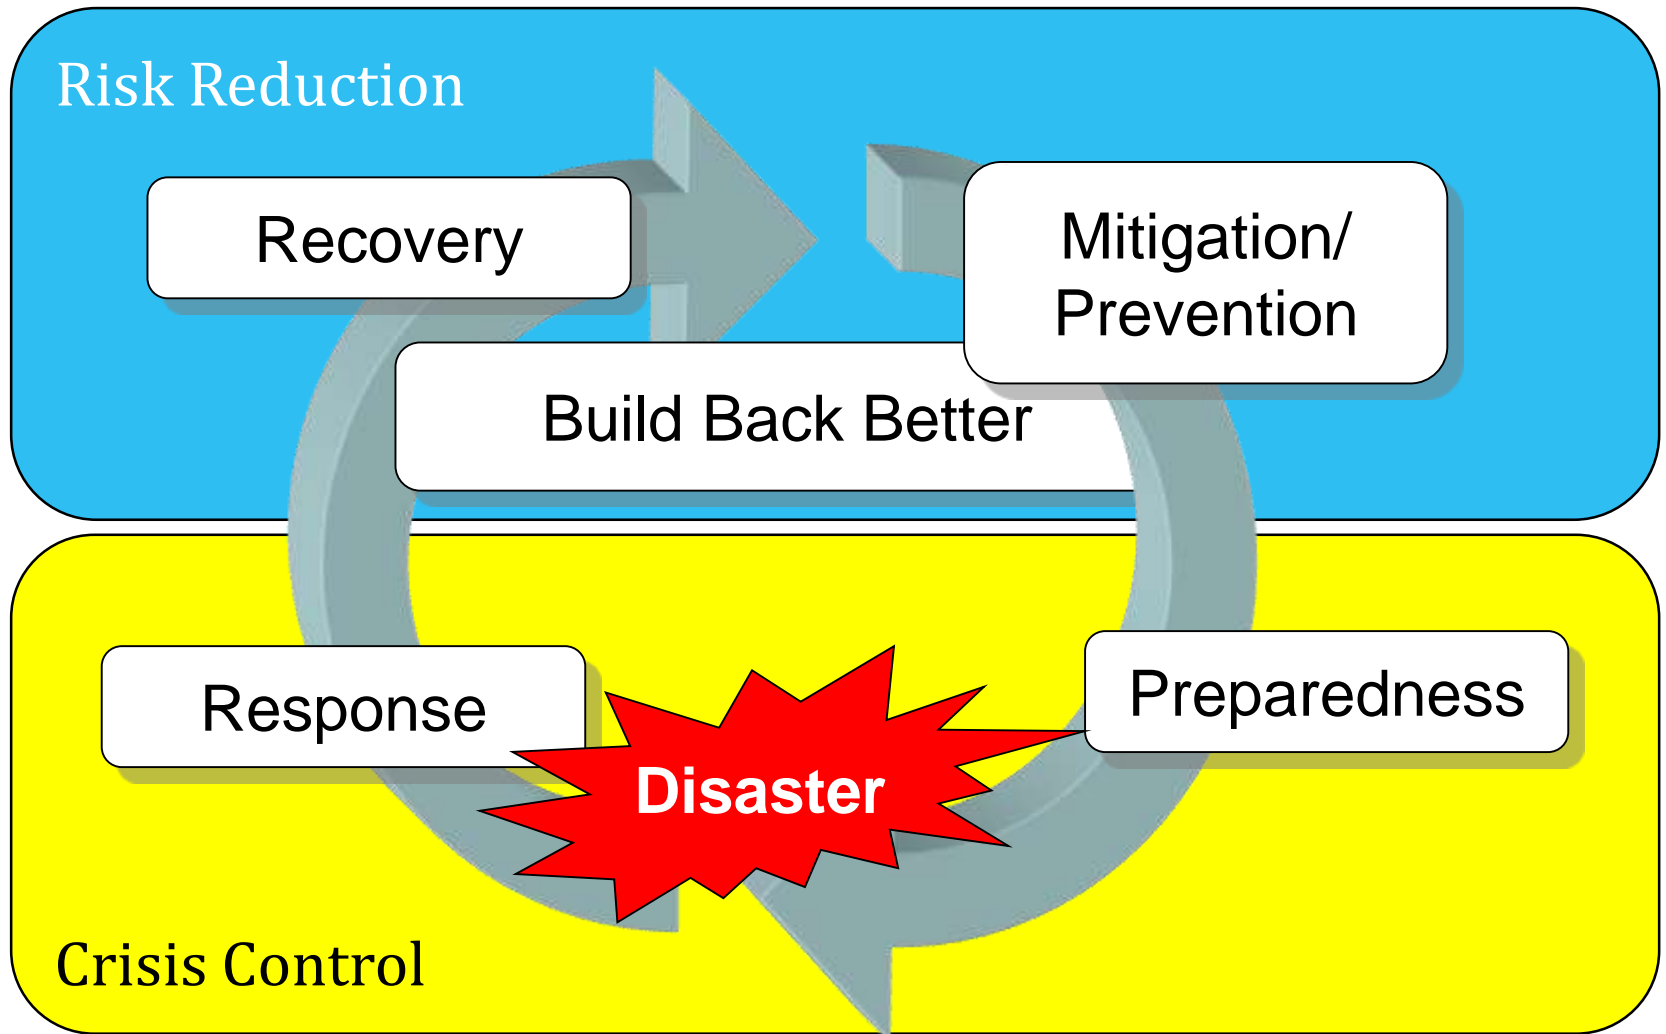 Risk Reduction
Recovery
Mitigation/
Prevention
Build Back Better
Response
Preparedness
Disaster
Crisis Control